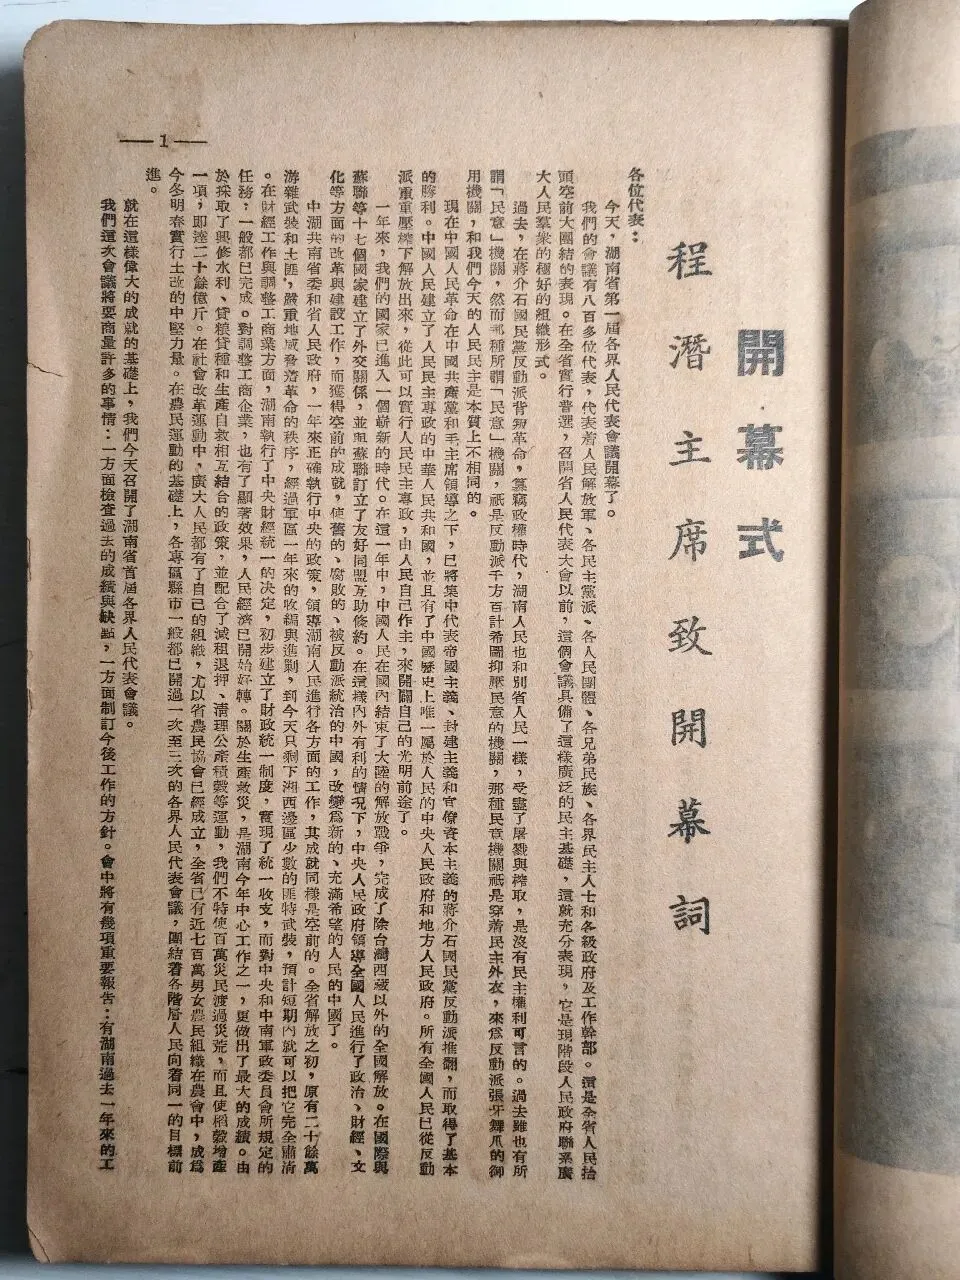 開幕式
程潛主席致開幕詞
各位代表：
今天，湖南省第一屆各界人民代表會議開幕了。
我們的會議有八百多位代表，代表着人民解放軍、各民主黨派、各人民團體、各兄弟民族、各界民主人士和各級政府及工作幹部。這是全省人民抬
頭空前大團結的表現。在全省實行普選，召開省人民代表大會以前，這個會議具備了這樣廣泛的民主基礎，這就充分表現，它是現階段人民政府聯系廣
大人民羣衆的極好的組織形式。
過去，在蔣介石國民黨反動派背叛革命，篡竊政權時代，湖南人民也和別省人民一樣，受盡了屠戮與榨取，是沒有民主權利可言的。過去雖也有所
謂「民意」機關，然而那種所謂「民意」機關，祇是反動派千方百計希圖抑壓民意的機關，那種民意機關祇是穿着民主外衣，來爲反動派張牙舞爪的御
用機關，和我們今天的人民民主是本質上不相同的。
現在中國人民革命在中國共產黨和毛主席領導之下，已將集中代表帝國主義、封建主義和官僚資本主義的蔣介石國民黨反動派推翻，而取得了基本
的勝利。中國人民建立了人民民主專政的中華人民共和國，並且有了中國歷史上唯一屬於人民的中央人民政府和地方人民政府。所有全國人民已從反動
派重重壓榨下解放出來，從此可以實行人民民主專政，由人民自己作主，來開闢自己的光明前途了。
一年來，我們的國家已進入一個嶄新的時代。在這一年中，中國人民在國內結束了大陸的解放戰爭，完成了除台灣西藏以外的全國解放。在國際與
蘇聯等十七個國家建立了外交關係，並與蘇聯訂立了友好同盟互助條約。在這樣內外有利的情況下，中央人民政府領導全國人民進行了政治、財經、文
化等方面的改革與建設工作，而獲得空前的成就，使舊的、腐敗的、被反動派統治的中國，改變爲新的、充滿希望的人民的中國了。
中湖共南省委和省人民政府，一年來正確執行中央的政策，領導湖南人民進行各方面的工作，其成就同樣是空前的。全省解放之初，原有二十餘萬
游雜武裝和土匪，嚴重地威脅着革命的秩序，經過軍區一年來的收編與進剿，到今天只剩下湘西邊區少數的匪特武裝，預計短期內就可以把它完全肅清
。在財經工作與調整工商業方面，湖南執行了中央財經統一的決定，初步建立了財政統一制度，實現了統一收支，而對中央和中南軍政委員會所規定的
任務，一般都已完成。對調整工商企業，也有了顯著效果，人民經濟已開始好轉。關於生產救災，是湖南今年中心工作之一，更做出了最大的成績。由
於採取了興修水利、貸糧貸種和生產自救相互結合的政策，並配合了減租退押、清理公產積穀等運動，我們不特使百萬災民渡過災荒，而且使稻穀增產
一項，即達二十餘億斤。在社會改革運動中，廣大人民都有了自己的組織，尤以省農民協會已經成立，全省已有近七百萬男女農民組織在農會中，成爲
今冬明春實行土改的中堅力量。在農民運動的基礎上，各專區縣市一般都已開過一次至三次的各界人民代表會議，團結着各階層人民向着同一的目標前
進。
就在這樣偉大的成就的基礎上，我們今天召開了湖南省首屆各界人民代表會議。
我們這次會議將要商量許多的事情：一方面檢查過去的成績與缺點，一方面制訂今後工作的方針。會中將有幾項重要報告：有湖南過去一年來的工
—1—